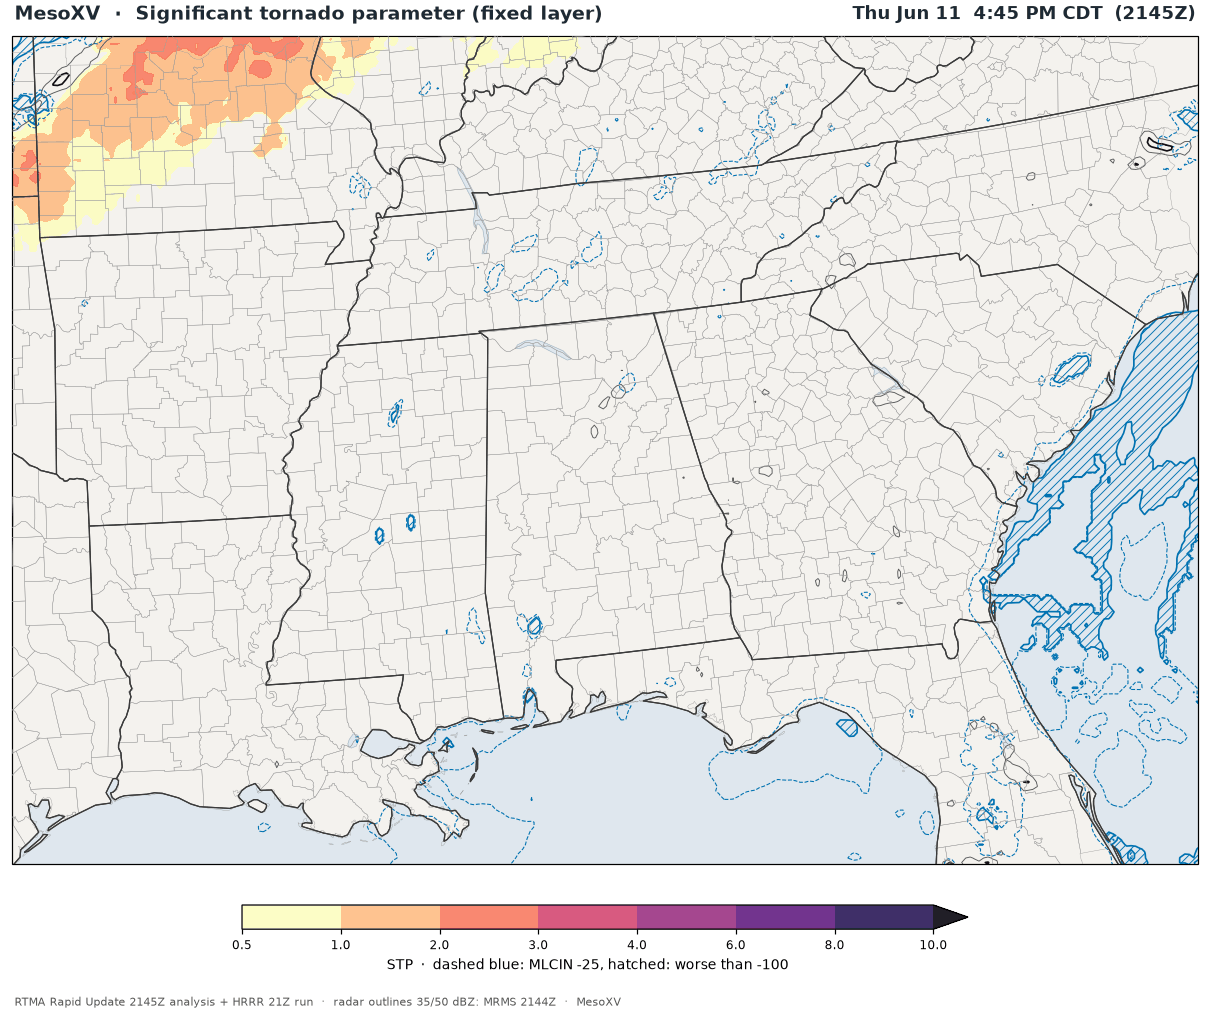 MesoXV · Significant tornado parameter (fixed layer)
Thu Jun 11 4:45 PM CDT (2145Z)
0.5 1.0 2.0 3.0 4.0 6.0 8.0 10.0
STP · dashed blue: MLCIN -25, hatched: worse than -100
RTMA Rapid Update 2145Z analysis + HRRR 21Z run · radar outlines 35/50 dBZ: MRMS 2144Z · MesoXV